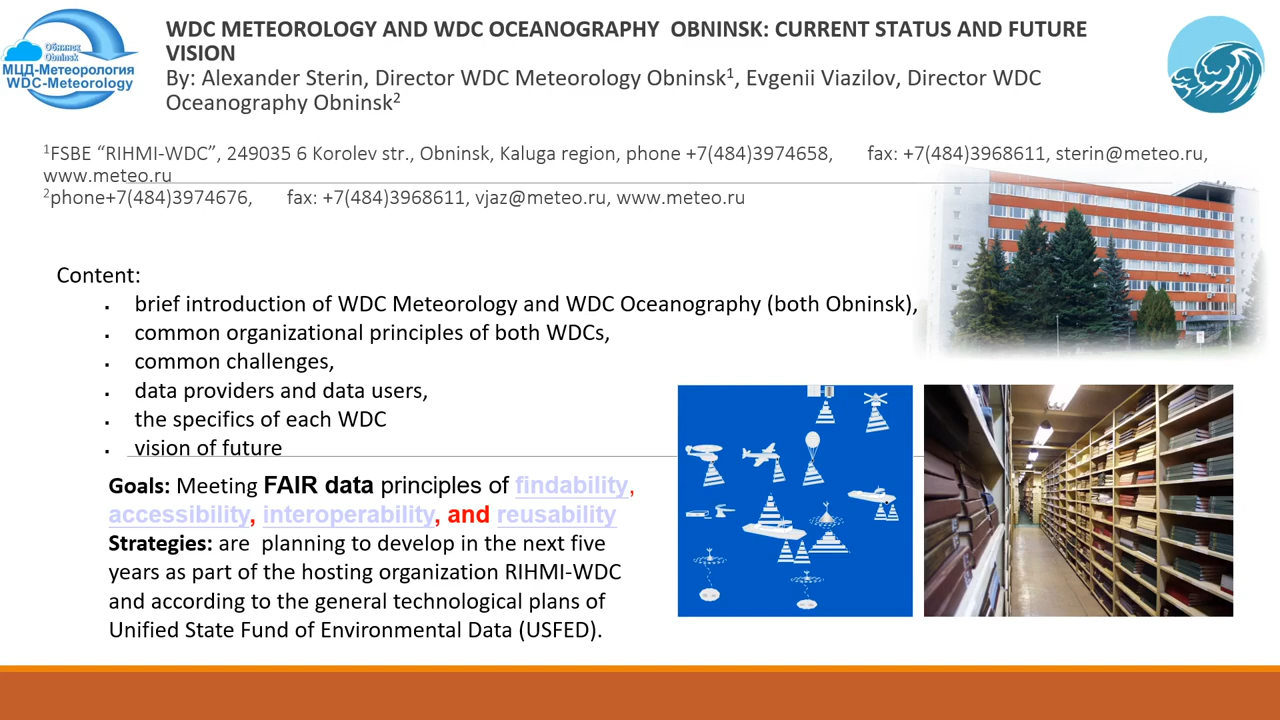 Обнинск
Obninsk
МЦД-Метеорология
WDC-Meteorology
WDC METEOROLOGY AND WDC OCEANOGRAPHY OBNINSK: CURRENT STATUS AND FUTURE
VISION
By: Alexander Sterin, Director WDC Meteorology Obninsk¹, Evgenii Viazilov, Director WDC
Oceanography Obninsk²
¹FSBE “RIHMI-WDC”, 249035 6 Korolev str., Obninsk, Kaluga region, phone +7(484)3974658, fax: +7(484)3968611, sterin@meteo.ru,
www.meteo.ru
²phone+7(484)3974676, fax: +7(484)3968611, vjaz@meteo.ru, www.meteo.ru
Content:
▪ brief introduction of WDC Meteorology and WDC Oceanography (both Obninsk),
▪ common organizational principles of both WDCs,
▪ common challenges,
▪ data providers and data users,
▪ the specifics of each WDC
▪ vision of future
Goals: Meeting FAIR data principles of findability,
accessibility, interoperability, and reusability
Strategies: are planning to develop in the next five
years as part of the hosting organization RIHMI-WDC
and according to the general technological plans of
Unified State Fund of Environmental Data (USFED).